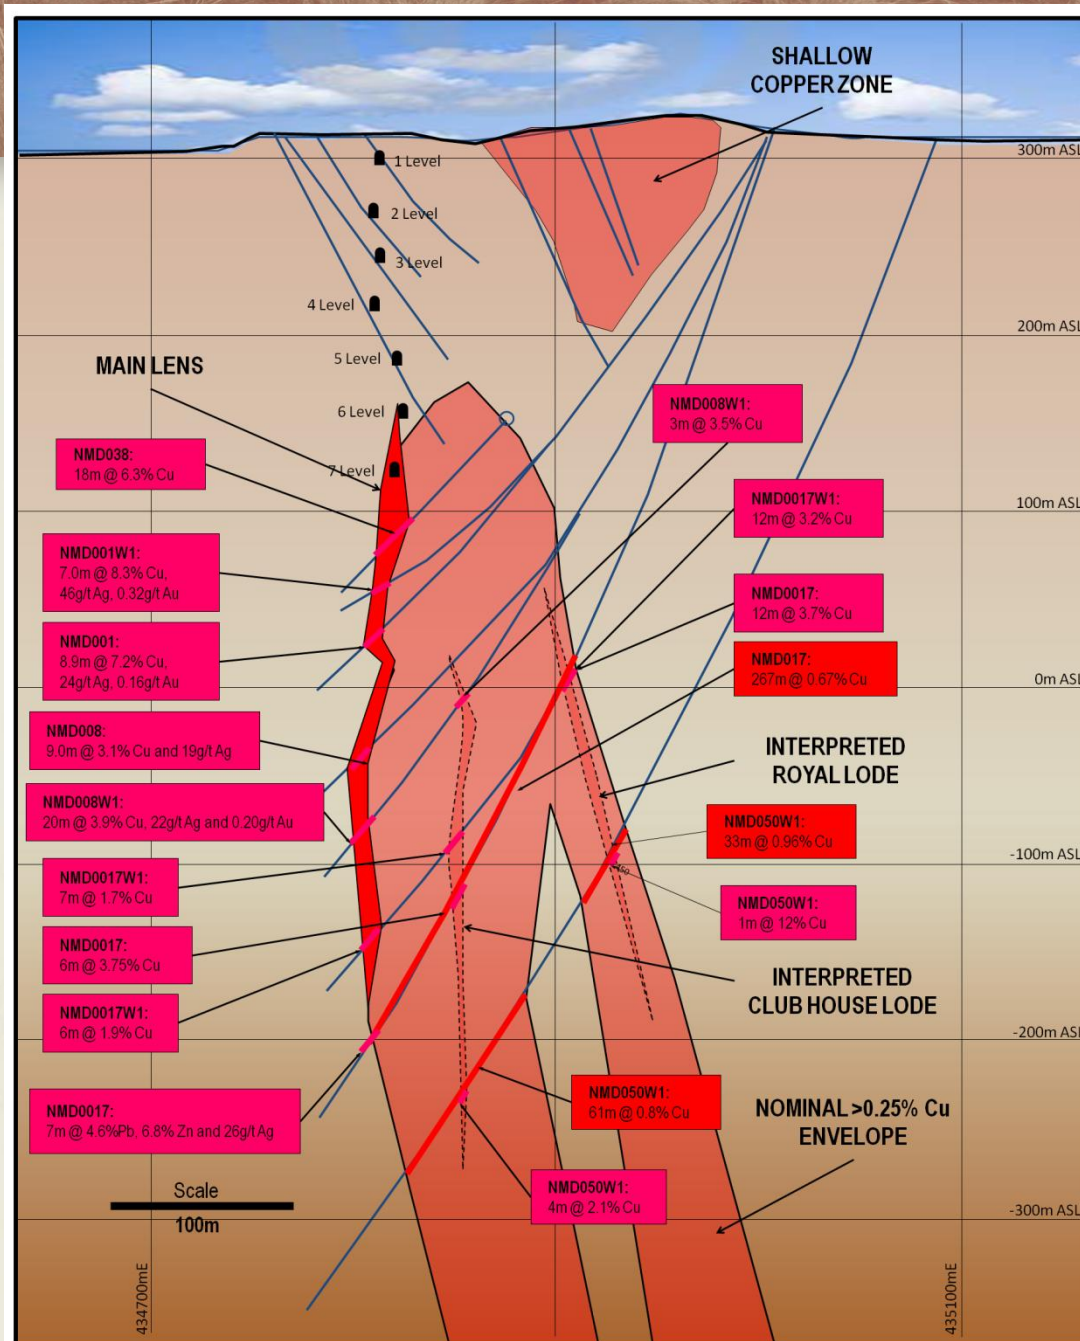 SHALLOW
COPPER ZONE
300m ASL
1 Level
2 Level
3 Level
4 Level
200m ASL
5 Level
MAIN LENS
6 Level
NMD008W1:
3m @ 3.5% Cu
NMD038:
18m @ 6.3% Cu
7 Level
NMD0017W1:
12m @ 3.2% Cu
100m ASL
NMD001W1:
7.0m @ 8.3% Cu,
46g/t Ag, 0.32g/t Au
NMD0017:
12m @ 3.7% Cu
NMD001:
8.9m @ 7.2% Cu,
24g/t Ag, 0.16g/t Au
NMD017:
267m @ 0.67% Cu
0m ASL
NMD008:
9.0m @ 3.1% Cu and 19g/t Ag
INTERPRETED
ROYAL LODE
NMD008W1:
20m @ 3.9% Cu, 22g/t Ag and 0.20g/t Au
NMD050W1:
33m @ 0.96% Cu
-100m ASL
NMD0017W1:
7m @ 1.7% Cu
NMD050W1:
1m @ 12% Cu
NMD0017:
6m @ 3.75% Cu
INTERPRETED
CLUB HOUSE LODE
NMD0017W1:
6m @ 1.9% Cu
-200m ASL
NMD050W1:
61m @ 0.8% Cu
NMD0017:
7m @ 4.6%Pb, 6.8% Zn and 26g/t Ag
NOMINAL >0.25% Cu
ENVELOPE
NMD050W1:
4m @ 2.1% Cu
Scale
100m
-300m ASL
434700mE
435100mE